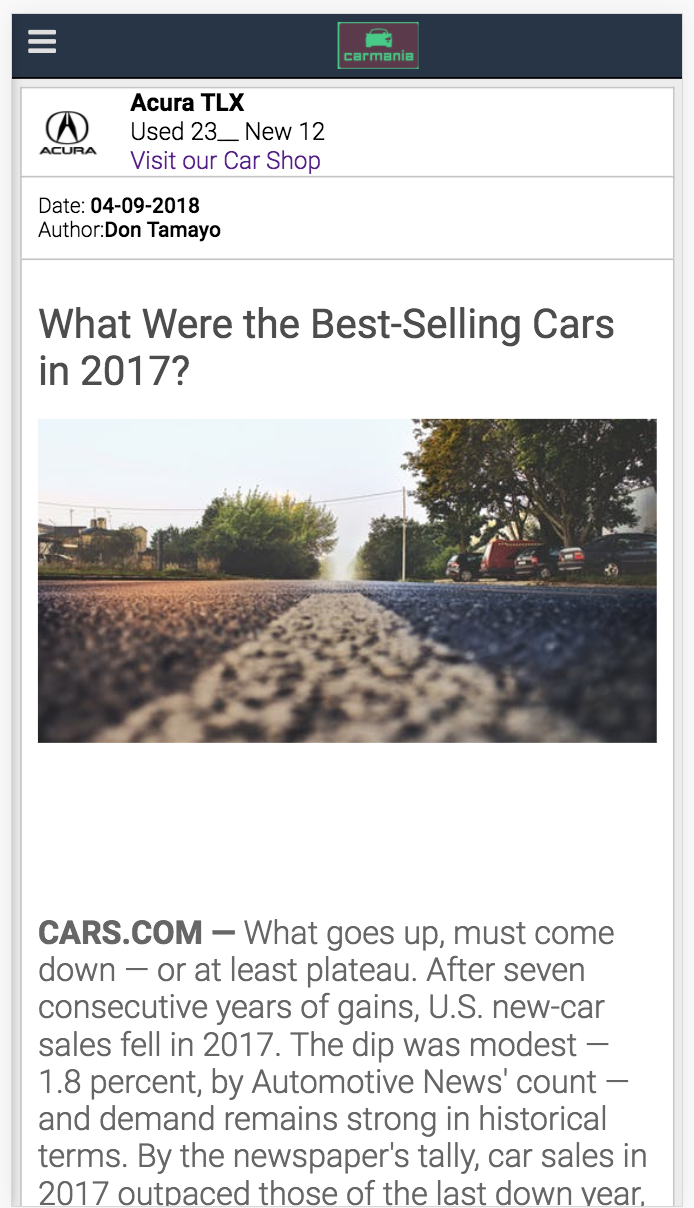 carmania
ACURA
Acura TLX
Used 23__ New 12
Visit our Car Shop
Date: 04-09-2018
Author:Don Tamayo
What Were the Best-Selling Cars
in 2017?
CARS.COM — What goes up, must come
down — or at least plateau. After seven
consecutive years of gains, U.S. new-car
sales fell in 2017. The dip was modest —
1.8 percent, by Automotive News' count —
and demand remains strong in historical
terms. By the newspaper's tally, car sales in
2017 outpaced those of the last down year,